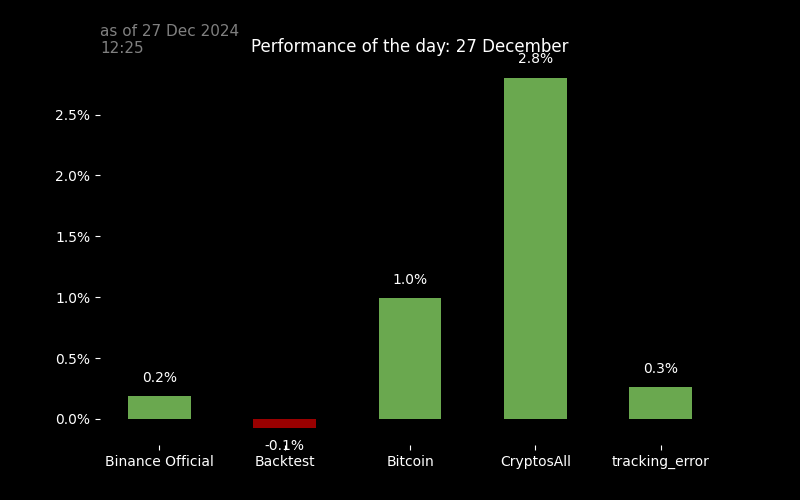 as of 27 Dec 2024
12:25
Performance of the day: 27 December
2.8%
2.5%
2.0%
1.5%
1.0%
1.0%
0.5%
0.3%
0.2%
0.0%
-0.1%
Binance Official
Backtest
Bitcoin
CryptosAll
tracking_error